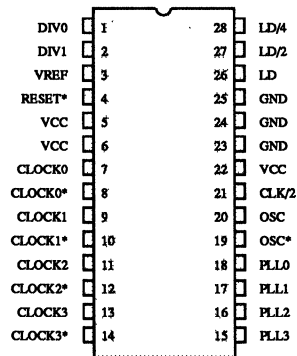 DIV0 1 28 LD/4
DIV1 2 27 LD/2
VREF 3 26 LD
RESET* 4 25 GND
VCC 5 24 GND
VCC 6 23 GND
CLOCK0 7 22 VCC
CLOCK0* 8 21 CLK/2
CLOCK1 9 20 OSC
CLOCK1* 10 19 OSC*
CLOCK2 11 18 PLL0
CLOCK2* 12 17 PLL1
CLOCK3 13 16 PLL2
CLOCK3* 14 15 PLL3